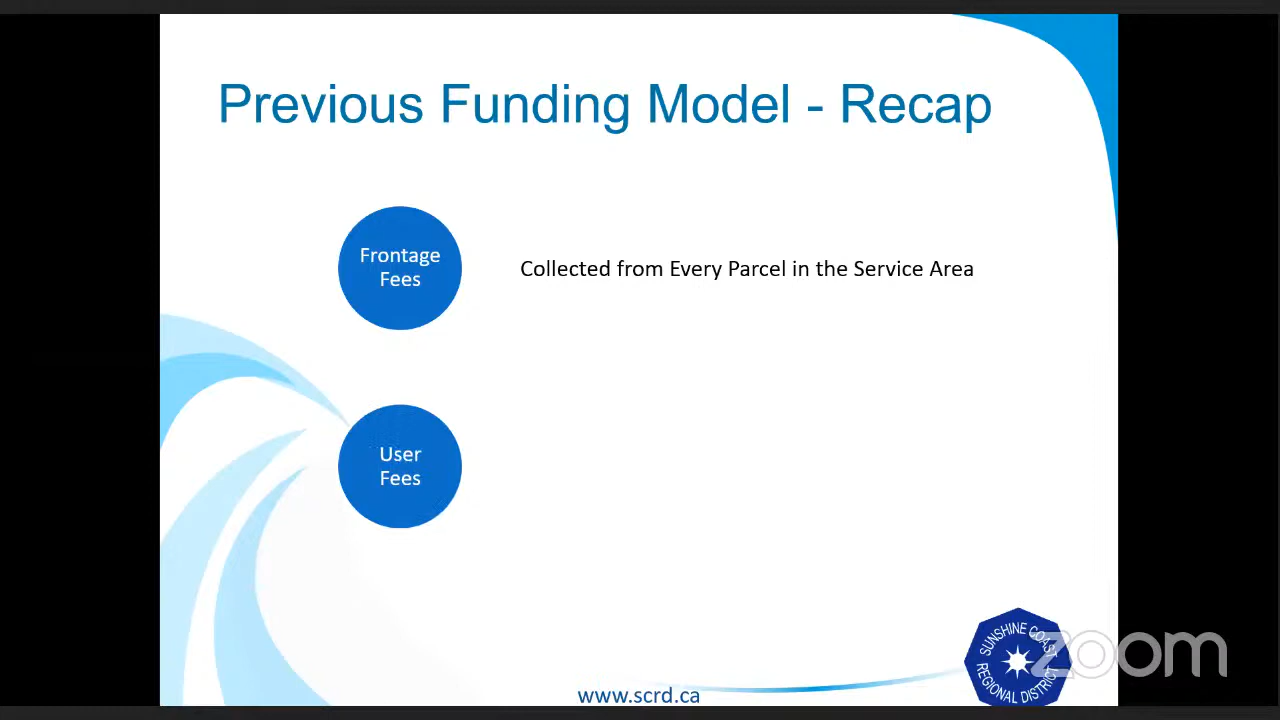 Previous Funding Model - Recap
Frontage
Fees
Collected from Every Parcel in the Service Area
User
Fees
SUNSHINE COAST
REGIONAL DISTRICT
zoom
www.scrd.ca